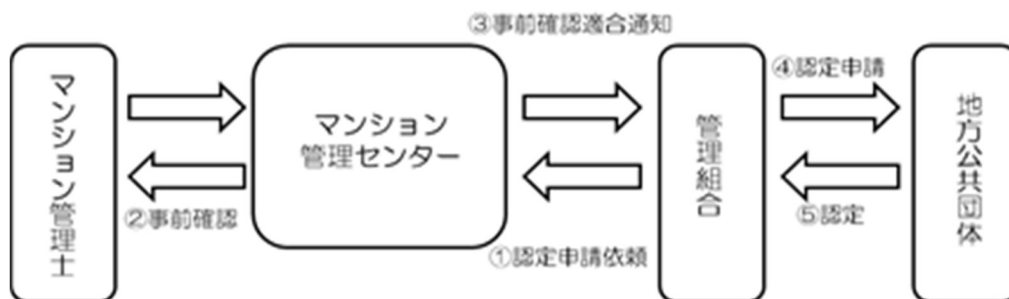 ③事前確認適合通知
マンション管理士
マンション
管理センター
管理組合
④認定申請
地方公共団体
②事前確認
①認定申請依頼
⑤認定